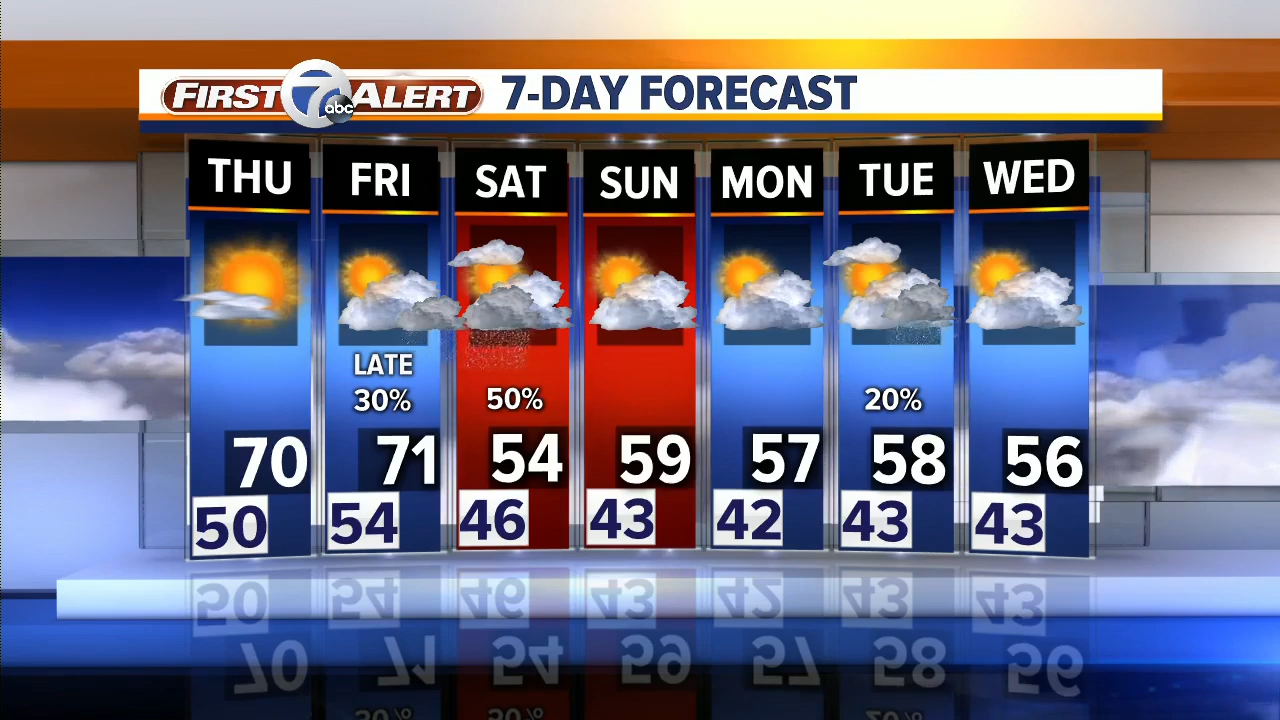 FIRST 7 abc ALERT 7-DAY FORECAST
THU FRI SAT SUN MON TUE WED
LATE
30% 50% 20%
70 71 54 59 57 58 56
50 54 46 43 42 43 43